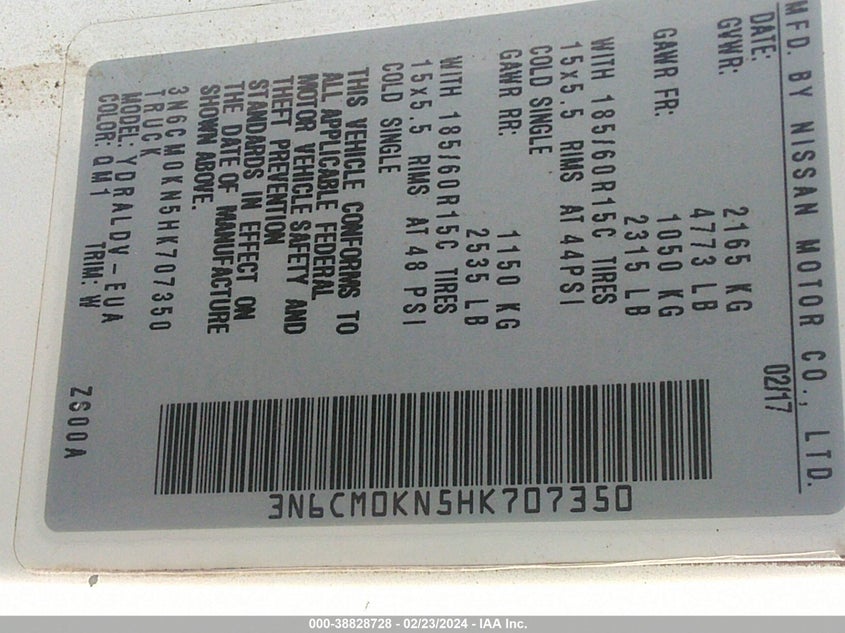 MFD. BY NISSAN MOTOR CO., LTD.
DATE: 02/17
GVWR: 2165 KG
4773 LB
GAWR FR: 1050 KG
2315 LB
WITH 185/60R15C TIRES
15x5.5 RIMS AT 44PSI
COLD SINGLE
GAWR RR: 1150 KG
2535 LB
WITH 185/60R15C TIRES
15x5.5 RIMS AT 48 PSI
COLD SINGLE
THIS VEHICLE CONFORMS TO
ALL APPLICABLE FEDERAL
MOTOR VEHICLE SAFETY AND
THEFT PREVENTION
STANDARDS IN EFFECT ON
THE DATE OF MANUFACTURE
SHOWN ABOVE.
3N6CM0KN5HK707350
TRUCK
MODEL: YDRALDV-EUA
COLOR: QM1 TRIM: W
ZS00A
3N6CM0KN5HK707350
000-38828728 - 02/23/2024 - IAA Inc.